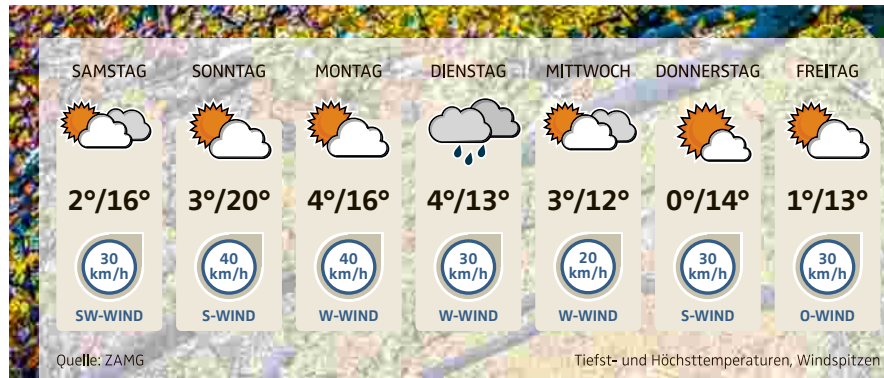 SAMSTAG SONNTAG MONTAG DIENSTAG MITTWOCH DONNERSTAG FREITAG
2°/16° 3°/20° 4°/16° 4°/13° 3°/12° 0°/14° 1°/13°
30 40 40 30 20 30 30
km/h km/h km/h km/h km/h km/h km/h
SW-WIND S-WIND W-WIND W-WIND W-WIND S-WIND O-WIND
Quelle: ZAMG Tiefst- und Höchsttemperaturen, Windspitzen